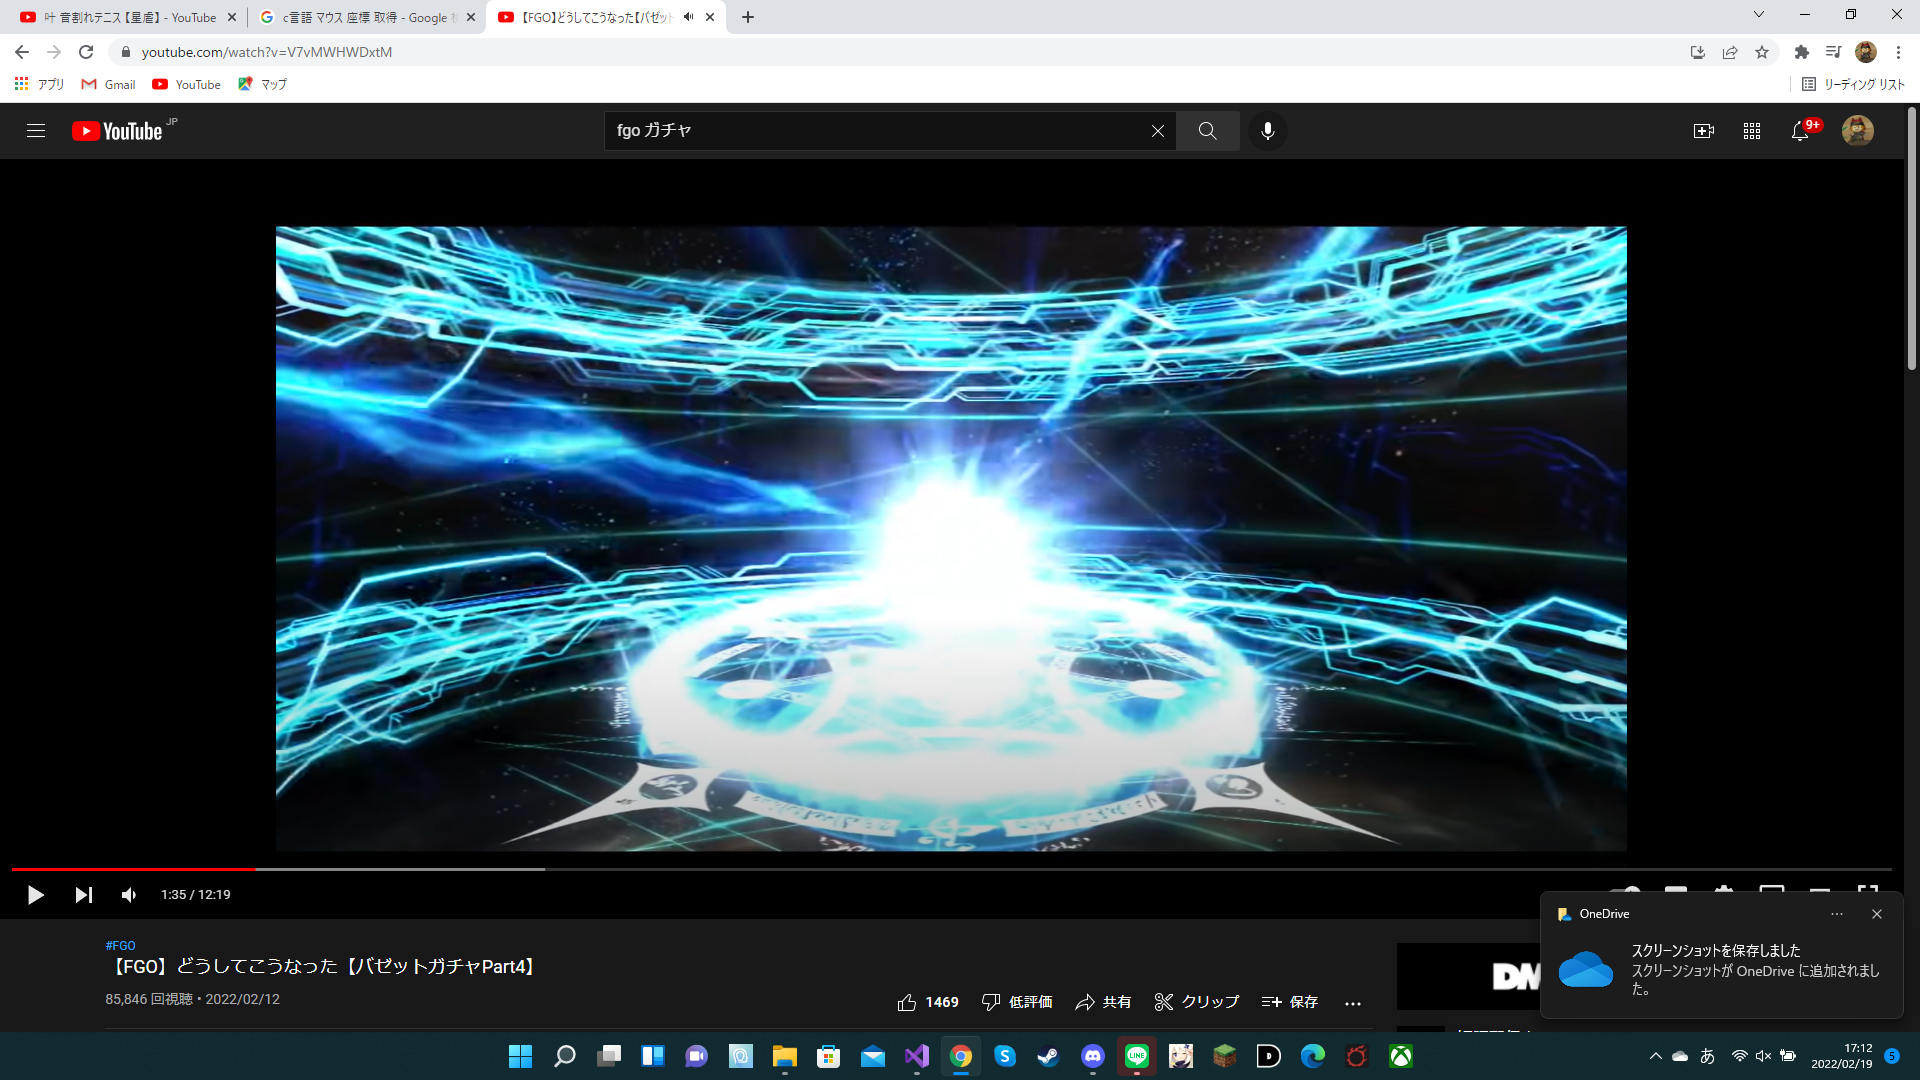 叶 音割れテニス【星虐】 - YouTube
c言語 マウス 座標 取得 - Google
【FGO】どうしてこうなった【バゼット
youtube.com/watch?v=V7vMWHWDxtM
アプリ
Gmail
YouTube
マップ
リーディング リスト
YouTube JP
fgo ガチャ
9+
1:35 / 12:19
#FGO
【FGO】どうしてこうなった【バゼットガチャPart4】
85,846 回視聴・2022/02/12
1469
低評価
共有
クリップ
保存
DM
OneDrive
スクリーンショットを保存しました
スクリーンショットが OneDrive に追加されまし
た。
LINE
あ
17:12
2022/02/19
5